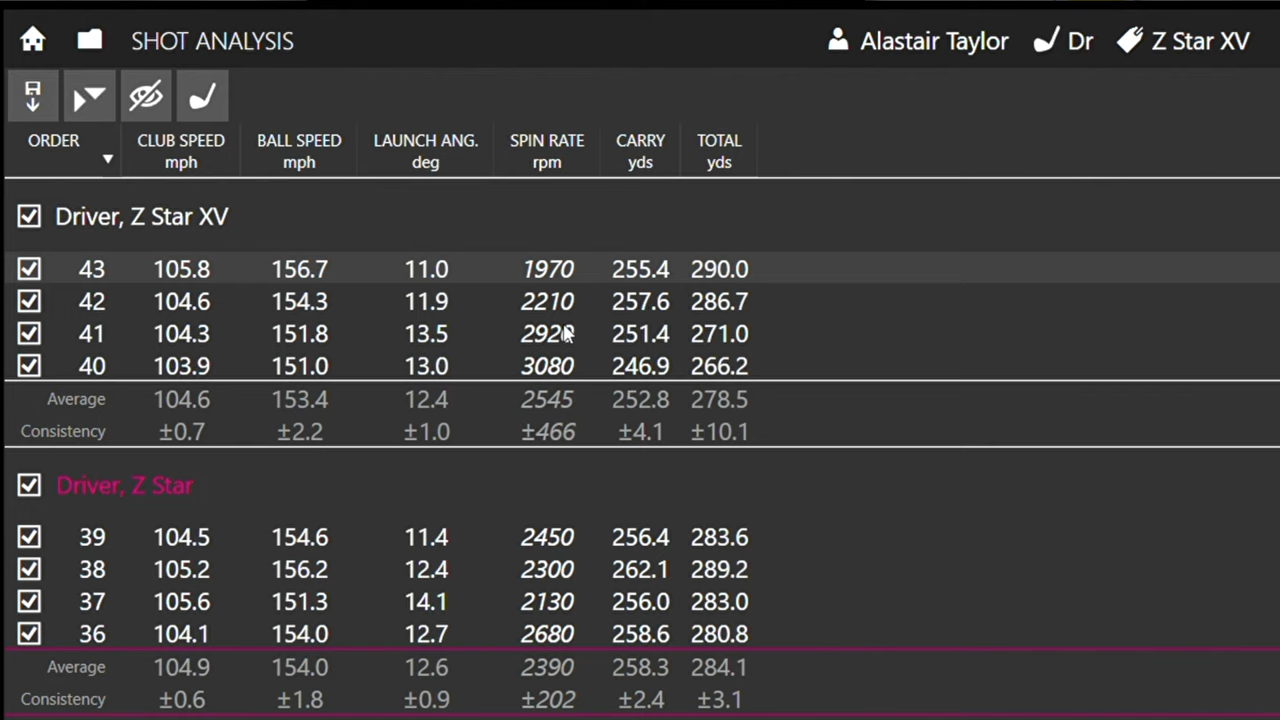 SHOT ANALYSIS Alastair Taylor Dr Z Star XV
ORDER CLUB SPEED BALL SPEED LAUNCH ANG. SPIN RATE CARRY TOTAL
mph mph deg rpm yds yds
Driver, Z Star XV
43 105.8 156.7 11.0 1970 255.4 290.0
42 104.6 154.3 11.9 2210 257.6 286.7
41 104.3 151.8 13.5 2920 251.4 271.0
40 103.9 151.0 13.0 3080 246.9 266.2
Average 104.6 153.4 12.4 2545 252.8 278.5
Consistency ±0.7 ±2.2 ±1.0 ±466 ±4.1 ±10.1
Driver, Z Star
39 104.5 154.6 11.4 2450 256.4 283.6
38 105.2 156.2 12.4 2300 262.1 289.2
37 105.6 151.3 14.1 2130 256.0 283.0
36 104.1 154.0 12.7 2680 258.6 280.8
Average 104.9 154.0 12.6 2390 258.3 284.1
Consistency ±0.6 ±1.8 ±0.9 ±202 ±2.4 ±3.1